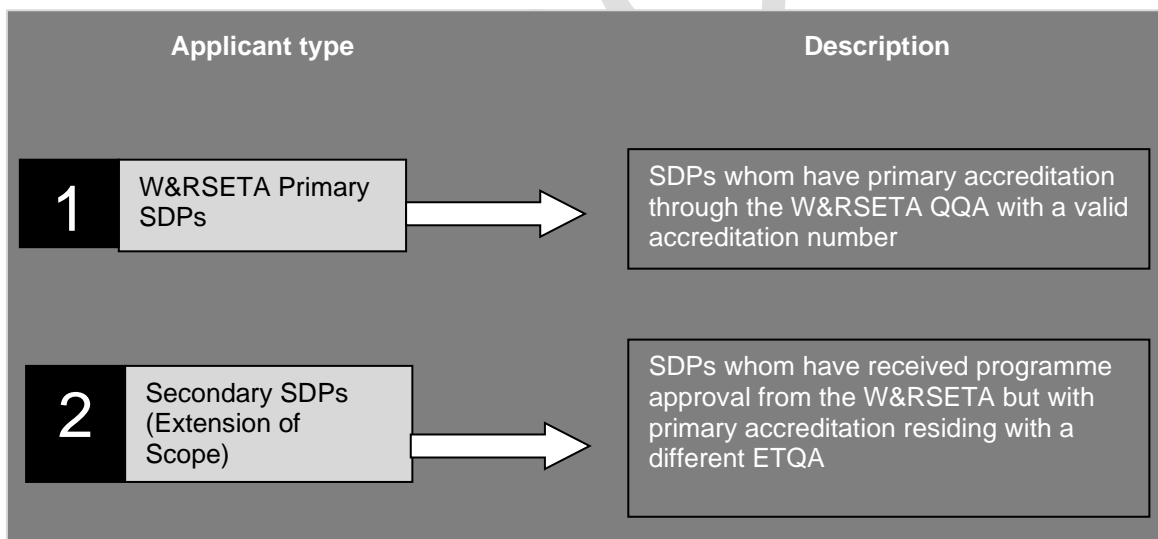 Applicant type
Description
1
W&RSETA Primary
SDPs
SDPs whom have primary accreditation
through the W&RSETA QQA with a valid
accreditation number
2
Secondary SDPs
(Extension of
Scope)
SDPs whom have received programme
approval from the W&RSETA but with
primary accreditation residing with a
different ETQA